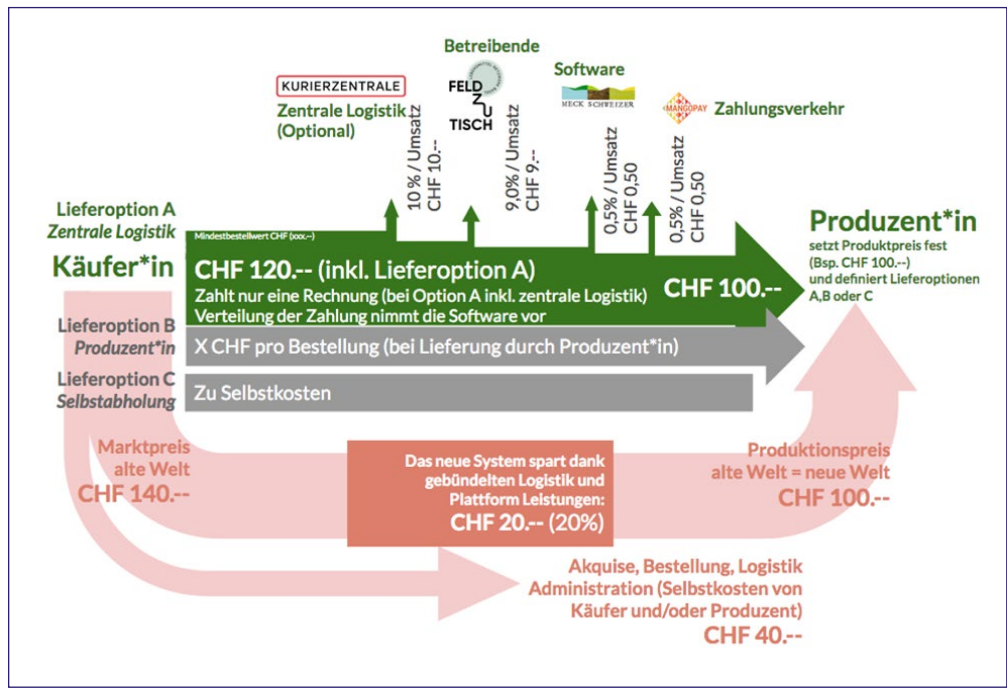 Betreibende
KURIERZENTRALE
Zentrale Logistik
(Optional)
FELD
ZU
TISCH
Software
HECK SCHWEIZER
MANGOPAY
Zahlungsverkehr
10 % / Umsatz
CHF 10.--
9,0% / Umsatz
CHF 9.--
0,5% / Umsatz
CHF 0,50
0,5% / Umsatz
CHF 0,50
Lieferoption A
Zentrale Logistik
Mindestbestellwert CHF (xxx.--)
Käufer*in
CHF 120.-- (inkl. Lieferoption A)
Zahlt nur eine Rechnung (bei Option A inkl. zentrale Logistik)
Verteilung der Zahlung nimmt die Software vor
CHF 100.--
Produzent*in
setzt Produktpreis fest
(Bsp. CHF 100.--)
und definiert Lieferoptionen
A,B oder C
Lieferoption B
Produzent*in
X CHF pro Bestellung (bei Lieferung durch Produzent*in)
Lieferoption C
Selbstabholung
Zu Selbstkosten
Marktpreis
alte Welt
CHF 140.--
Das neue System spart dank
gebündelten Logistik und
Plattform Leistungen:
CHF 20.-- (20%)
Produktionspreis
alte Welt = neue Welt
CHF 100.--
Akquise, Bestellung, Logistik
Administration (Selbstkosten von
Käufer und/oder Produzent)
CHF 40.--